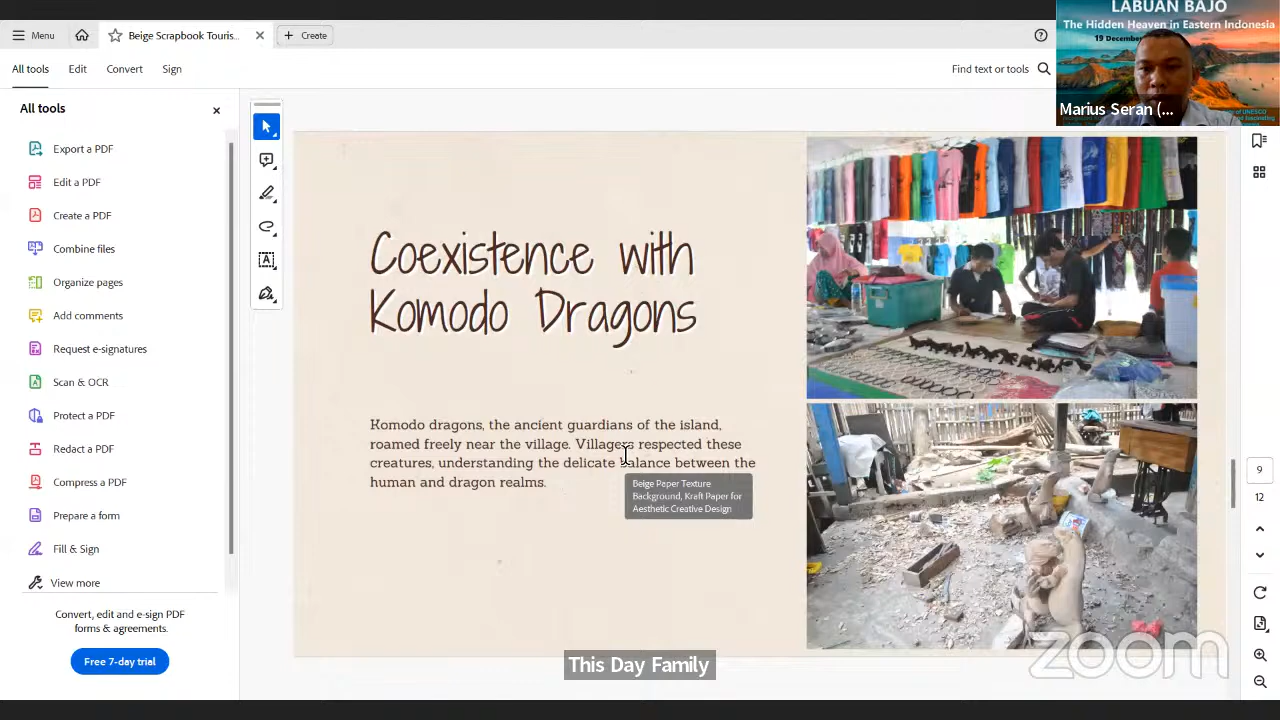 Menu
Beige Scrapbook Touris...
Create
All tools
Edit
Convert
Sign
Find text or tools
LABUAN BAJO
The Hidden Heaven in Eastern Indonesia
19 December
Marius Seran (...
All tools
Export a PDF
Edit a PDF
Create a PDF
Combine files
Organize pages
Add comments
Request e-signatures
Scan & OCR
Protect a PDF
Redact a PDF
Compress a PDF
Prepare a form
Fill & Sign
View more
Convert, edit and e-sign PDF
forms & agreements.
Free 7-day trial
Coexistence with
Komodo Dragons
Komodo dragons, the ancient guardians of the island,
roamed freely near the village. Villagers respected these
creatures, understanding the delicate balance between the
human and dragon realms.
Beige Paper Texture
Background, Kraft Paper for
Aesthetic Creative Design
9
12
This Day Family
zoom